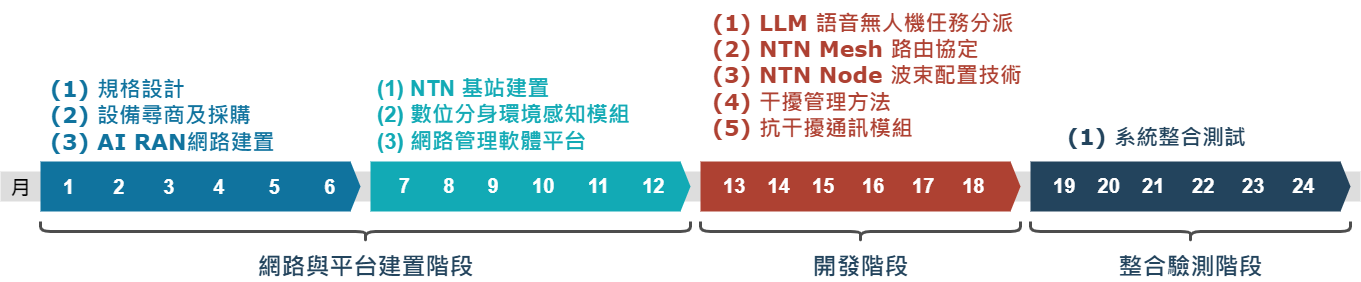 (1) 規格設計
(2) 設備尋商及採購
(3) AI RAN網路建置
(1) NTN 基站建置
(2) 數位分身環境感知模組
(3) 網路管理軟體平台
(1) LLM 語音無人機任務分派
(2) NTN Mesh 路由協定
(3) NTN Node 波束配置技術
(4) 干擾管理方法
(5) 抗干擾通訊模組
(1) 系統整合測試
月 1 2 3 4 5 6 7 8 9 10 11 12 13 14 15 16 17 18 19 20 21 22 23 24
網路與平台建置階段
開發階段
整合驗測階段